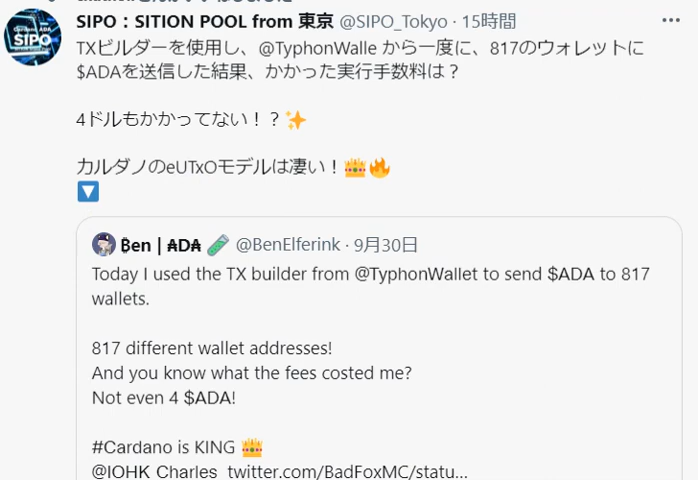 SIPO：SITION POOL from 東京 @SIPO_Tokyo · 15時間
TXビルダーを使用し、@TyphonWalle から一度に、817のウォレットに
$ADAを送信した結果、かかった実行手数料は？
4ドルもかかってない！？✨
カルダノのeUTxOモデルは凄い！👑🔥
🔽
SIPO
₿en | ₳D₳ 🧪 @BenElferink · 9月30日
Today I used the TX builder from @TyphonWallet to send $ADA to 817
wallets.
817 different wallet addresses!
And you know what the fees costed me?
Not even 4 $ADA!
#Cardano is KING 👑
@IOHK_Charles twitter.com/BadFoxMC/statu…